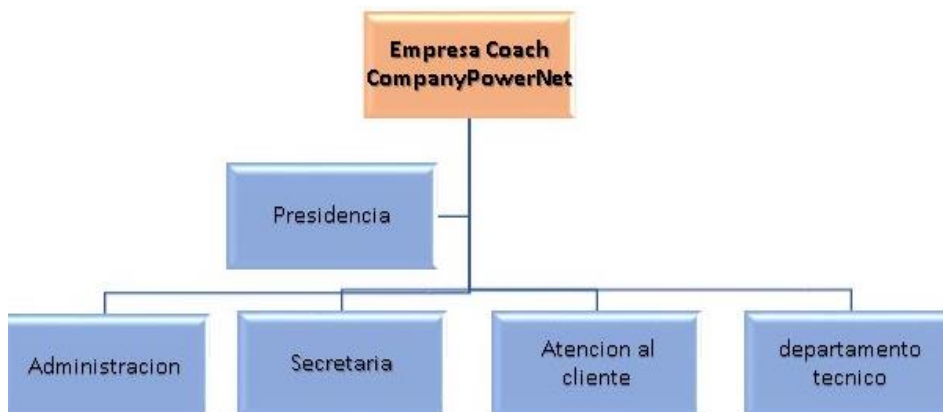 Empresa Coach
CompanyPowerNet
Presidencia
Administracion
Secretaria
Atencion al
cliente
departamento
tecnico